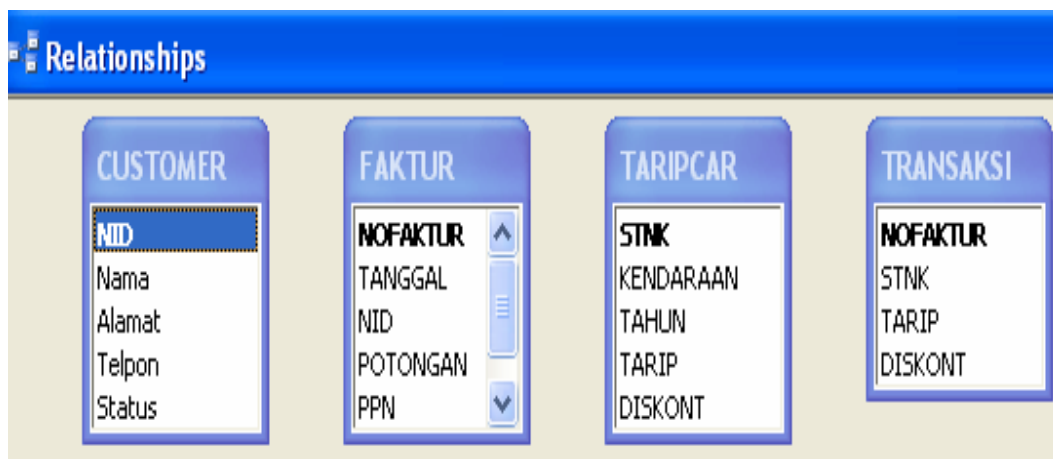 Relationships
CUSTOMER
NID
Nama
Alamat
Telpon
Status
FAKTUR
NOFAKTUR
TANGGAL
NID
POTONGAN
PPN
TARIPCAR
STNK
KENDARAAN
TAHUN
TARIP
DISKONT
TRANSAKSI
NOFAKTUR
STNK
TARIP
DISKONT